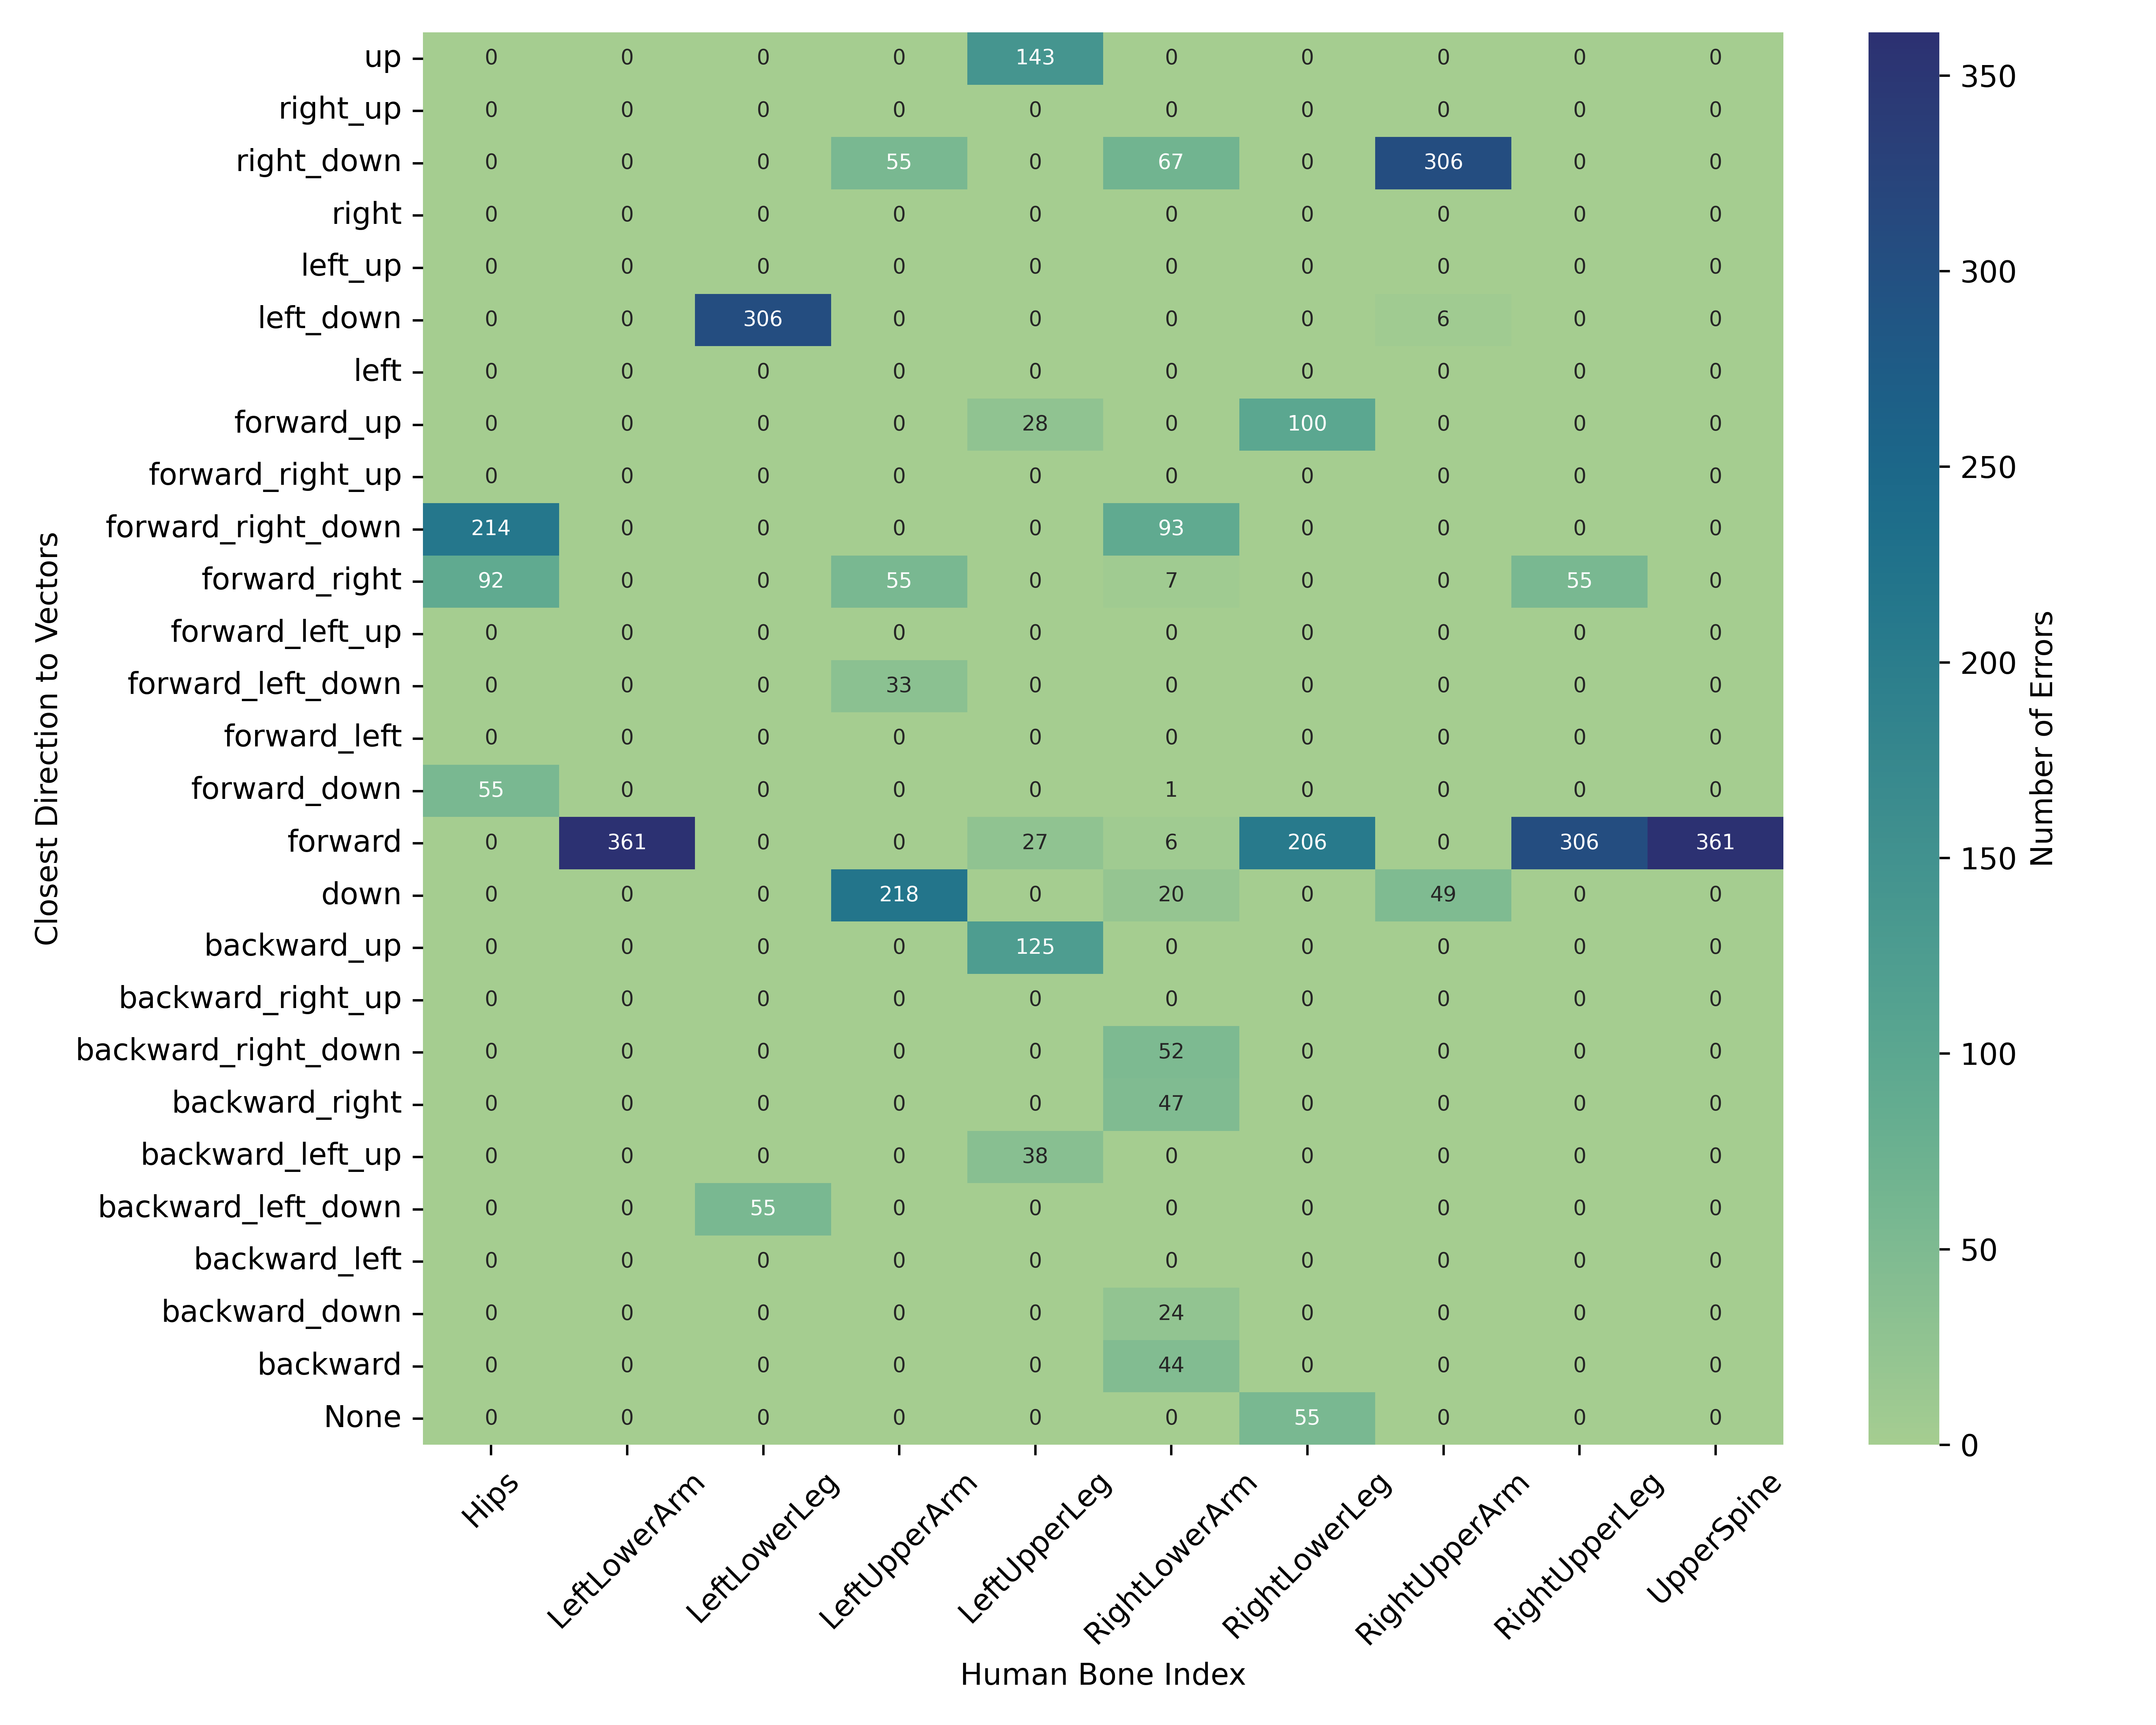 up 0 0 0 0 143 0 0 0 0 0
right_up 0 0 0 0 0 0 0 0 0 0
right_down 0 0 0 55 0 67 0 306 0 0
right 0 0 0 0 0 0 0 0 0 0
left_up 0 0 0 0 0 0 0 0 0 0
left_down 0 0 306 0 0 0 0 6 0 0
left 0 0 0 0 0 0 0 0 0 0
forward_up 0 0 0 0 28 0 100 0 0 0
forward_right_up 0 0 0 0 0 0 0 0 0 0
forward_right_down 214 0 0 0 0 93 0 0 0 0
forward_right 92 0 0 55 0 7 0 0 55 0
forward_left_up 0 0 0 0 0 0 0 0 0 0
forward_left_down 0 0 0 33 0 0 0 0 0 0
forward_left 0 0 0 0 0 0 0 0 0 0
forward_down 55 0 0 0 0 1 0 0 0 0
forward 0 361 0 0 27 6 206 0 306 361
down 0 0 0 218 0 20 0 49 0 0
backward_up 0 0 0 0 125 0 0 0 0 0
backward_right_up 0 0 0 0 0 0 0 0 0 0
backward_right_down 0 0 0 0 0 52 0 0 0 0
backward_right 0 0 0 0 0 47 0 0 0 0
backward_left_up 0 0 0 0 38 0 0 0 0 0
backward_left_down 0 0 55 0 0 0 0 0 0 0
backward_left 0 0 0 0 0 0 0 0 0 0
backward_down 0 0 0 0 0 24 0 0 0 0
backward 0 0 0 0 0 44 0 0 0 0
None 0 0 0 0 0 0 55 0 0 0
Closest Direction to Vectors
Hips
LeftLowerArm
LeftLowerLeg
LeftUpperArm
LeftUpperLeg
RightLowerArm
RightLowerLeg
RightUpperArm
RightUpperLeg
UpperSpine
Human Bone Index
350
300
250
200
150
100
50
0
Number of Errors